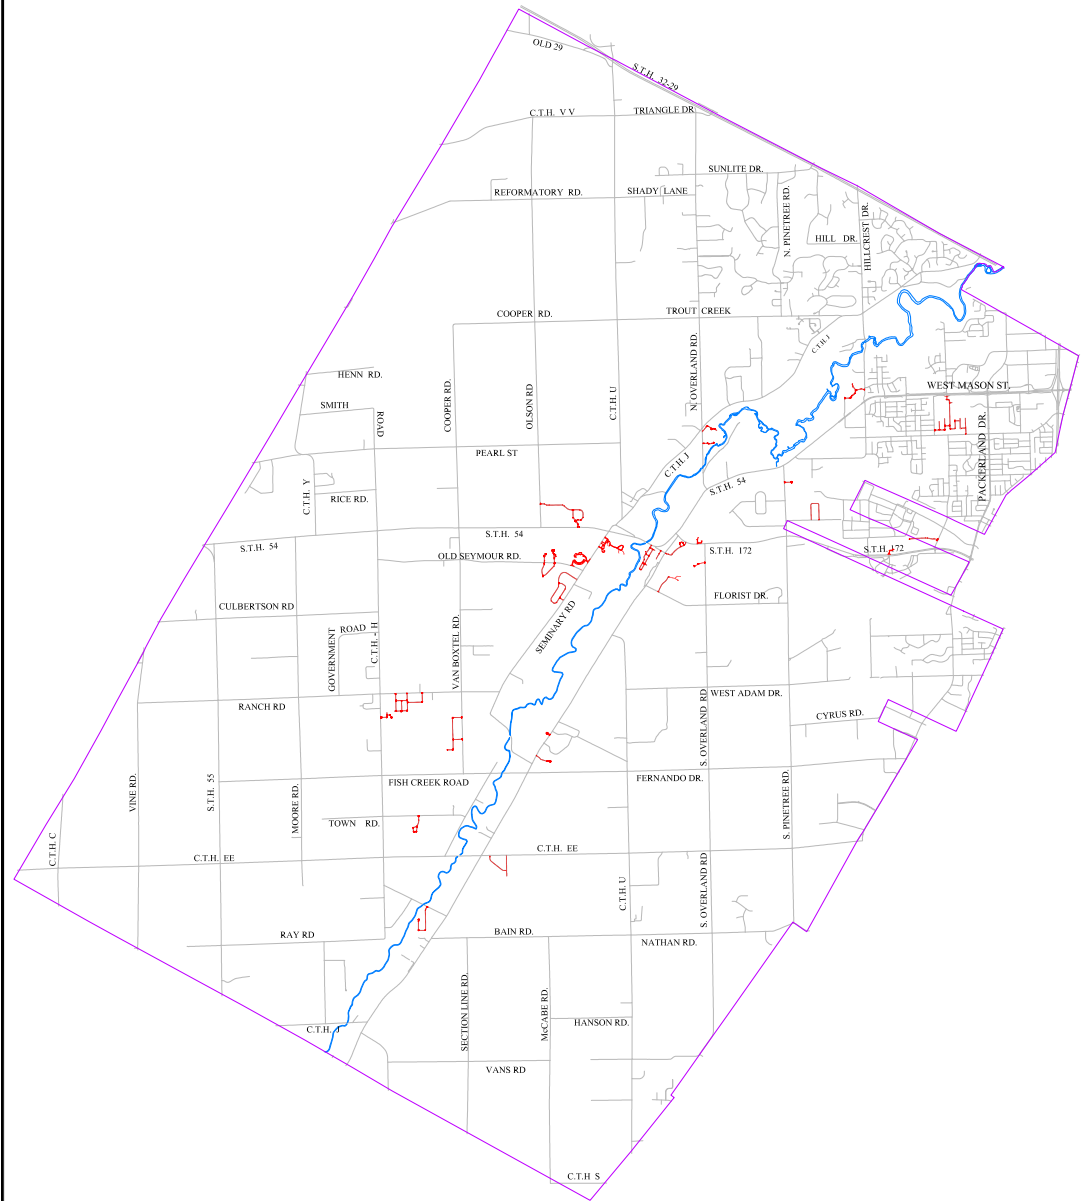 OLD 29
S.T.H. 32-29
C.T.H. V V
TRIANGLE DR.
SUNLITE DR.
REFORMATORY RD.
SHADY LANE
N. PINETREE RD.
HILLCREST DR.
HILL DR.
COOPER RD.
TROUT CREEK
C.T.H. J
N. OVERLAND RD.
HENN RD.
SMITH
ROAD
COOPER RD.
OLSON RD
C.T.H. U
WEST MASON ST.
PACKERLAND DR.
PEARL ST
C.T.H. J
S.T.H. 54
C.T.H. Y
RICE RD.
S.T.H. 54
S.T.H. 54
OLD SEYMOUR RD.
S.T.H. 172
S.T.H. 172
CULBERTSON RD
FLORIST DR.
SEMINARY RD
GOVERNMENT
ROAD
C.T.H. - H
VAN BOXTEL RD.
RANCH RD
WEST ADAM DR.
S. OVERLAND RD
CYRUS RD.
VINE RD.
S.T.H. 55
MOORE RD.
FISH CREEK ROAD
FERNANDO DR.
S. PINETREE RD.
TOWN RD.
C.T.H. C
C.T.H. EE
C.T.H. EE
C.T.H. U
S. OVERLAND RD
RAY RD
BAIN RD.
NATHAN RD.
SECTION LINE RD.
McCABE RD.
HANSON RD.
C.T.H. J
VANS RD
C.T.H S